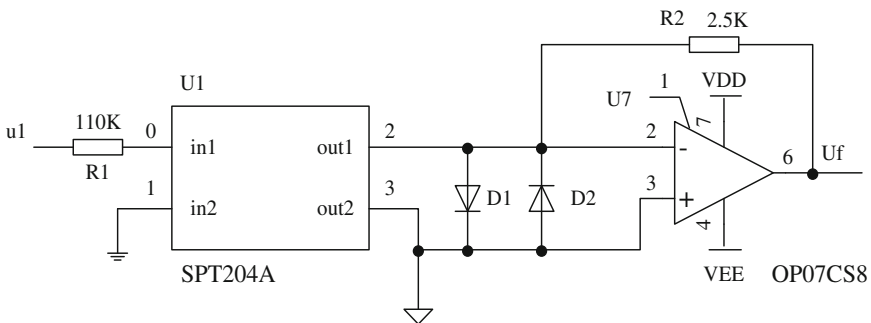 R2 2.5K
U1
1
VDD
U7
7
u1
110K
0
2
2
in1
out1
-
6
Uf
R1
1
3
3
D1
D2
+
in2
out2
4
SPT204A
VEE
OP07CS8